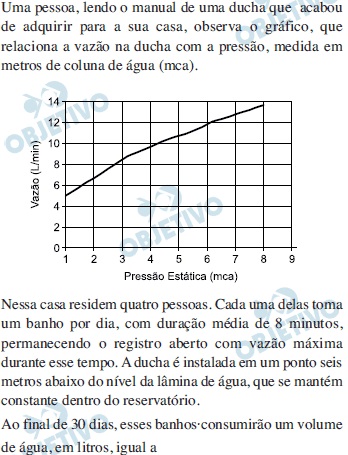 Uma pessoa, lendo o manual de uma ducha que acabou
de adquirir para a sua casa, observa o gráfico, que
relaciona a vazão na ducha com a pressão, medida em
metros de coluna de água (mca).
OBJETIVO
OBJETIVO
14
12
10
8
6
4
2
0
Vazão (L/min)
OBJETIVO
1 2 3 4 5 6 7 8 9
Pressão Estática (mca)
Nessa casa residem quatro pessoas. Cada uma delas toma
um banho por dia, com duração média de 8 minutos,
permanecendo o registro aberto com vazão máxima
durante esse tempo. A ducha é instalada em um ponto seis
metros abaixo do nível da lâmina de água, que se mantém
constante dentro do reservatório.
OBJETIVO
OBJETIVO
Ao final de 30 dias, esses banhos·consumirão um volume
de água, em litros, igual a